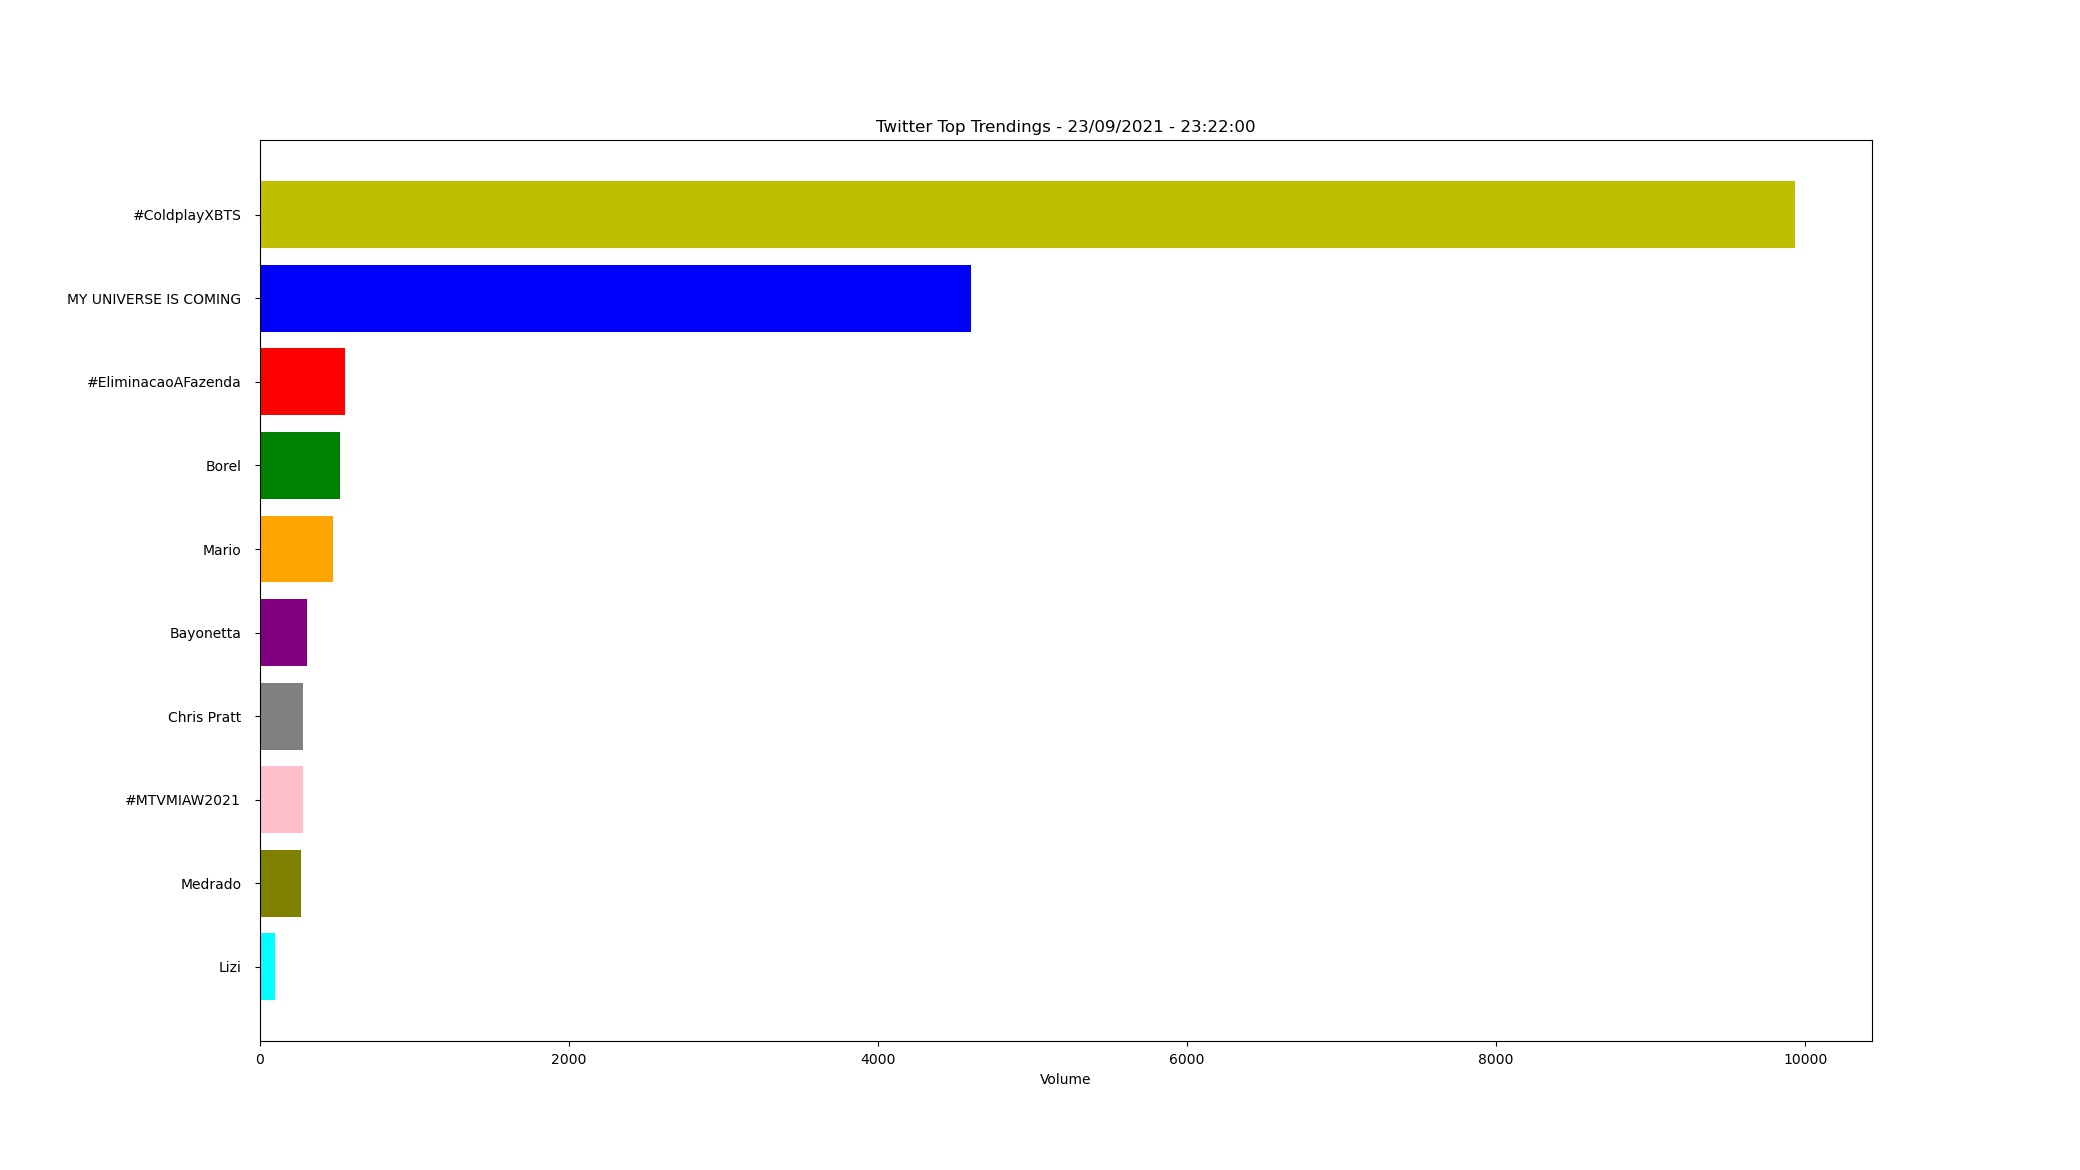 Twitter Top Trendings - 23/09/2021 - 23:22:00
#ColdplayXBTS
MY UNIVERSE IS COMING
#EliminacaoAFazenda
Borel
Mario
Bayonetta
Chris Pratt
#MTVMIAW2021
Medrado
Lizi
0 2000 4000 6000 8000 10000
Volume